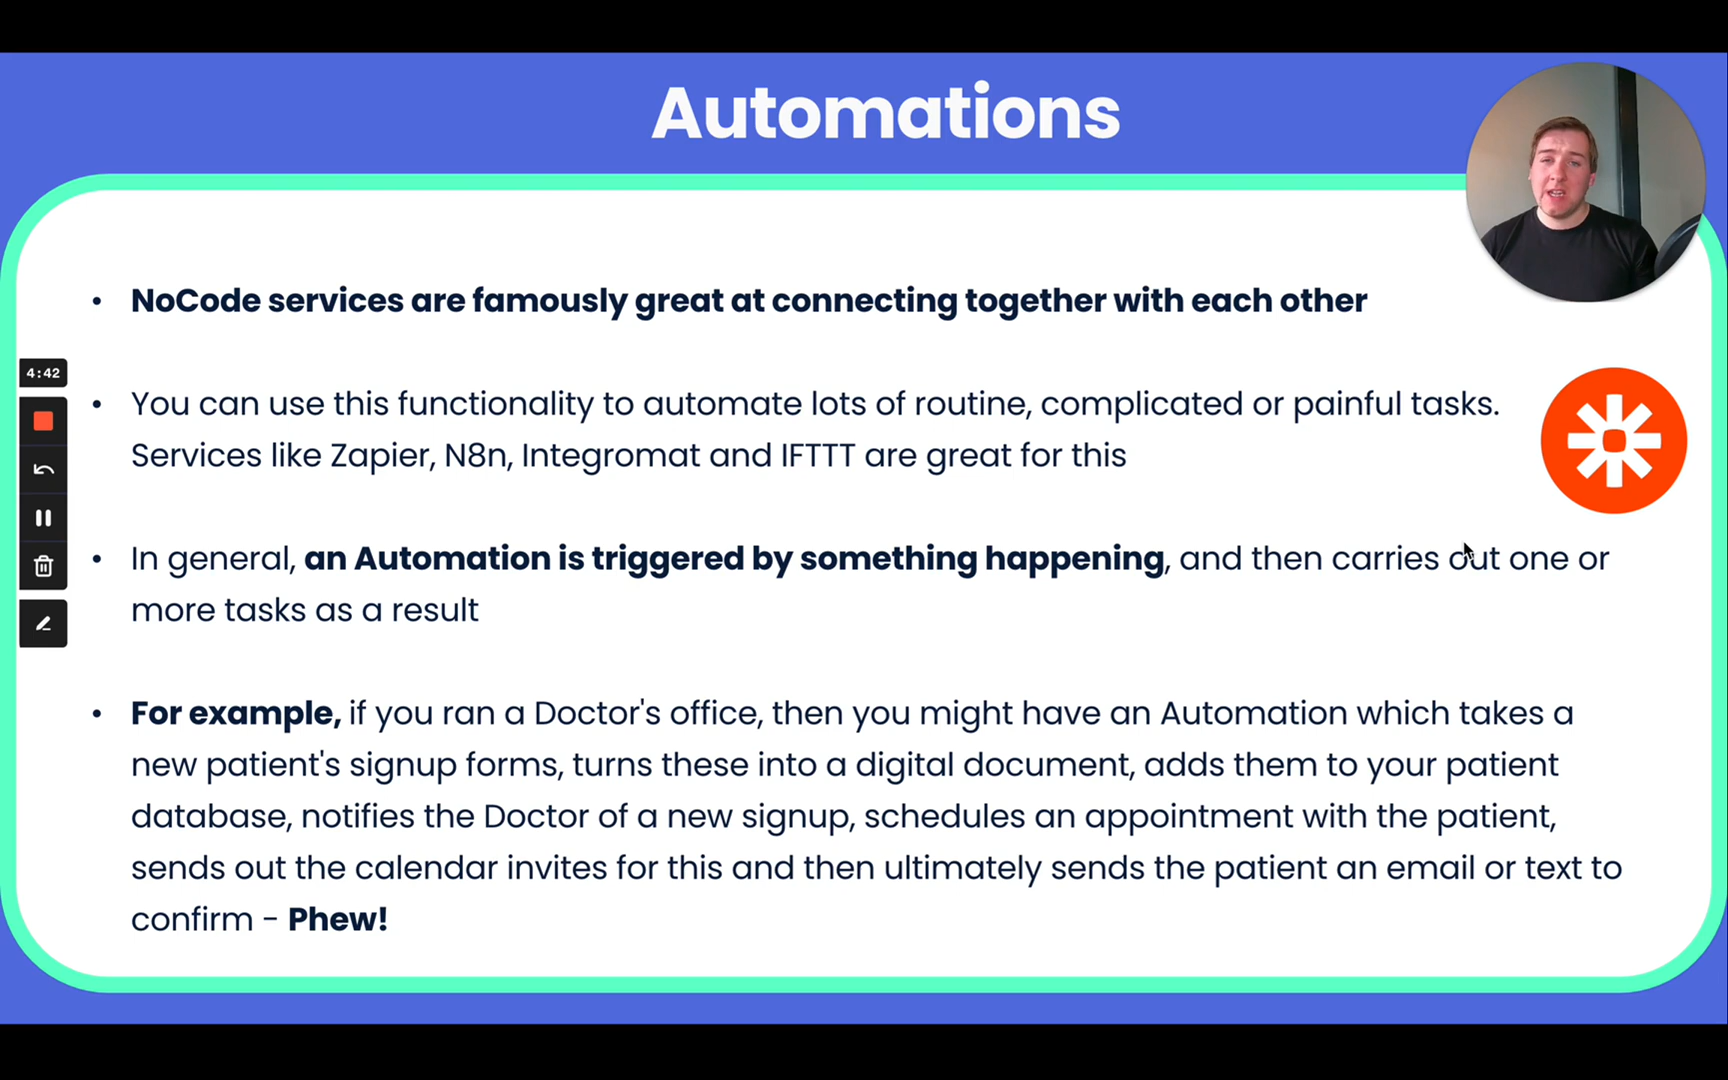 Automations
• NoCode services are famously great at connecting together with each other
4:42
• You can use this functionality to automate lots of routine, complicated or painful tasks.
Services like Zapier, N8n, Integromat and IFTTT are great for this
• In general, an Automation is triggered by something happening, and then carries out one or
more tasks as a result
• For example, if you ran a Doctor's office, then you might have an Automation which takes a
new patient's signup forms, turns these into a digital document, adds them to your patient
database, notifies the Doctor of a new signup, schedules an appointment with the patient,
sends out the calendar invites for this and then ultimately sends the patient an email or text to
confirm - Phew!